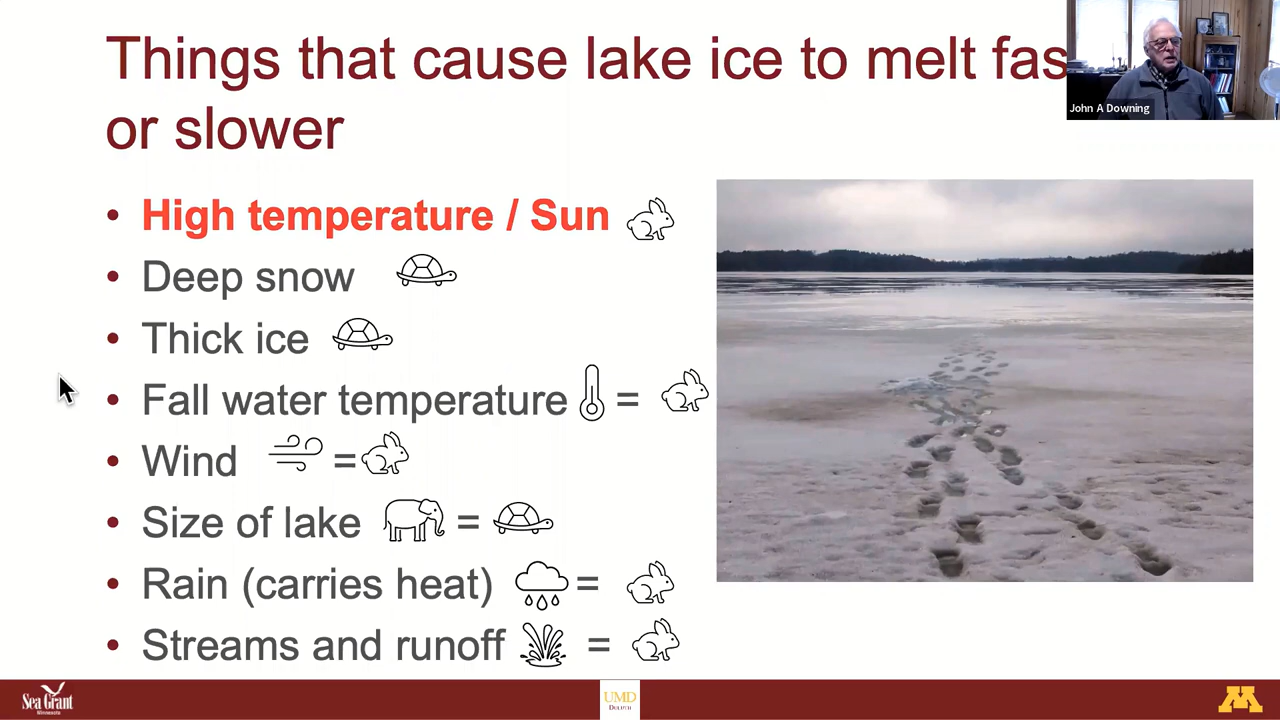 Things that cause lake ice to melt fas
or slower
John A Downing
• High temperature / Sun
• Deep snow
• Thick ice
• Fall water temperature =
• Wind =
• Size of lake =
• Rain (carries heat) =
• Streams and runoff =
Sea Grant
Minnesota
UMD
DULUTH
M